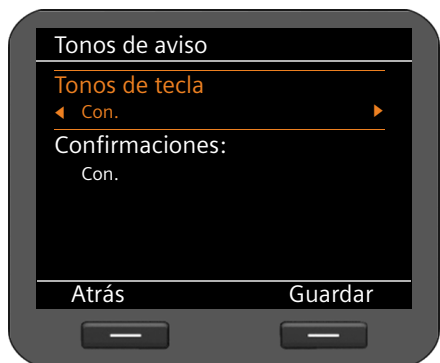 Tonos de aviso
Tonos de tecla
Con.
Confirmaciones:
Con.
Atrás Guardar